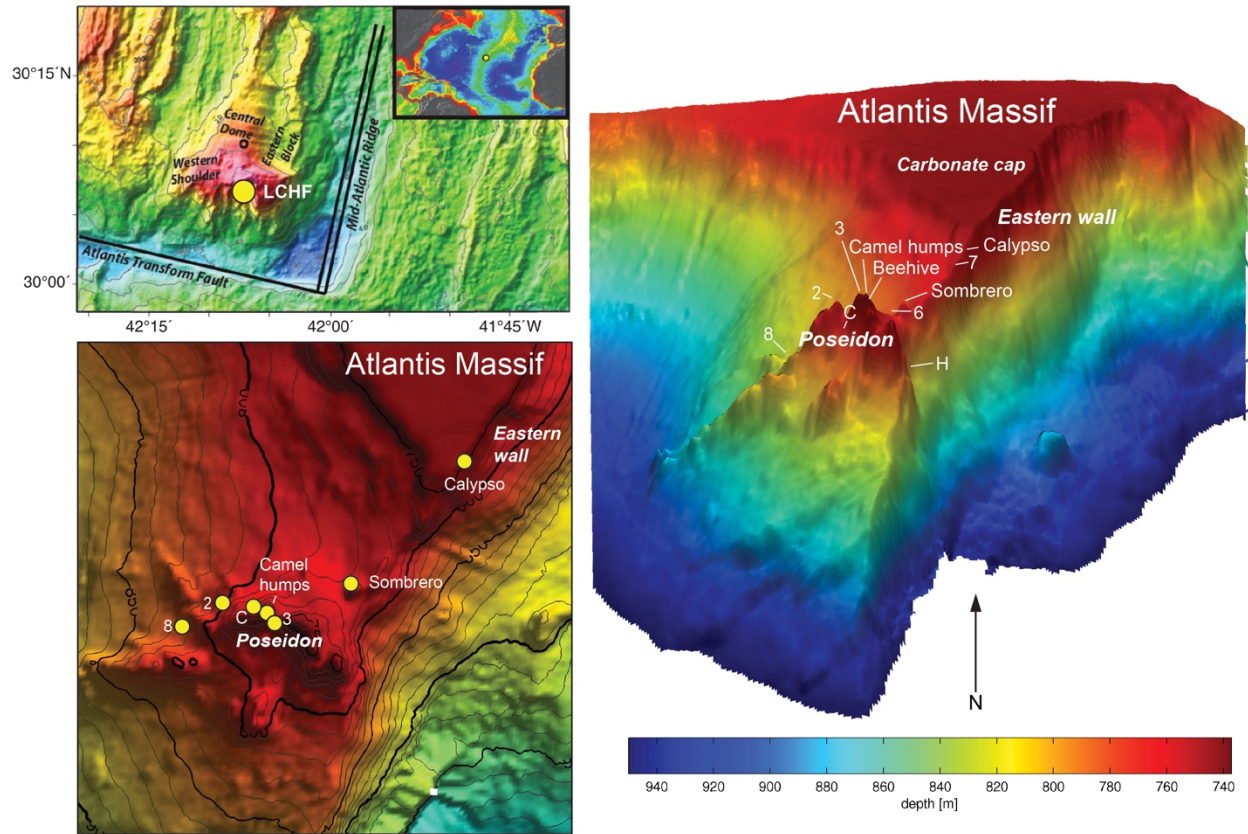 30°15´N
30°00´
42°15´
42°00´
41°45´
Central
Dome
Eastern
Block
Western
Shoulder
LCHF
Mid-Atlantic Ridge
Atlantis Transform Fault
Atlantis Massif
800
Eastern
wall
Calypso
Camel
humps
Sombrero
2
C
3
8
Poseidon
Atlantis Massif
Carbonate cap
Eastern wall
3
Camel humps
Calypso
7
Beehive
2
Sombrero
C
6
Poseidon
8
H
N
940 920 900 880 860 840 820 800 780 760 740
depth [m]